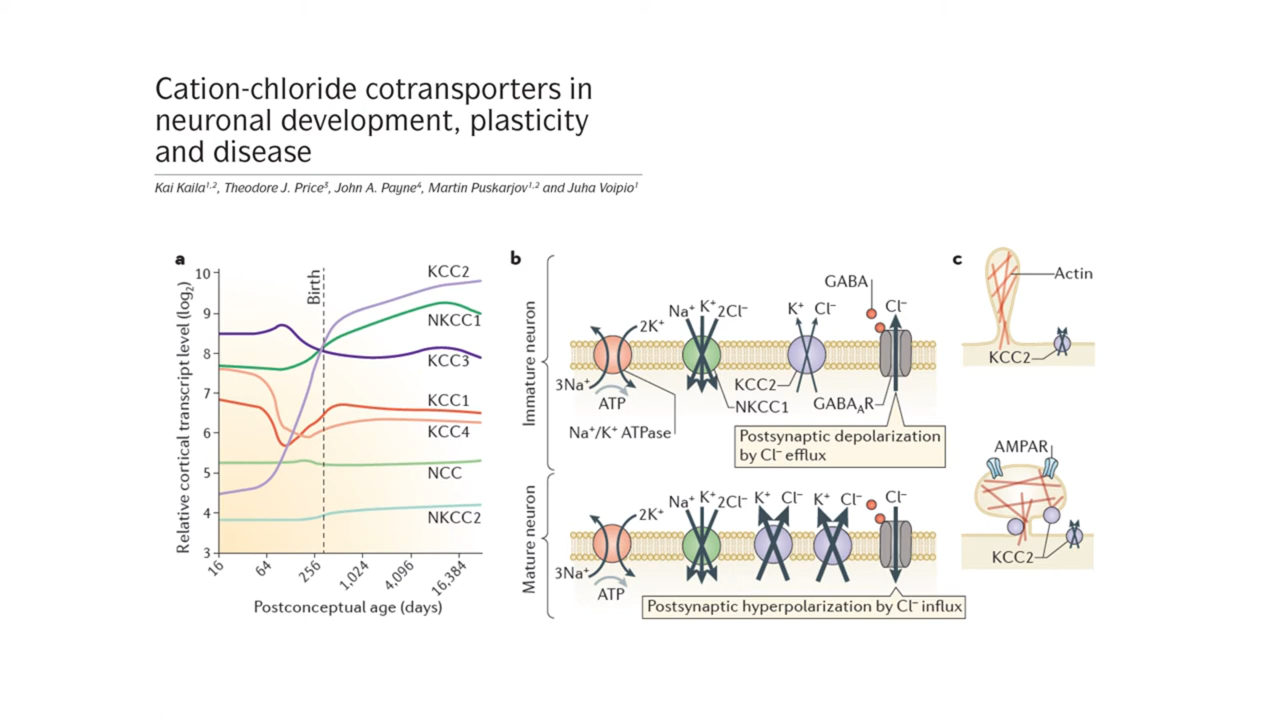 Cation-chloride cotransporters in
neuronal development, plasticity
and disease
Kai Kaila1,2, Theodore J. Price3, John A. Payne4, Martin Puskarjov1,2 and Juha Voipio1
a
Relative cortical transcript level (log2)
10
9
8
7
6
5
4
3
Birth
KCC2
NKCC1
KCC3
KCC1
KCC4
NCC
NKCC2
16
64
256
1,024
4,096
16,384
Postconceptual age (days)
b
Immature neuron
2K+
3Na+
ATP
Na+/K+ ATPase
Na+ K+ 2Cl−
NKCC1
K+ Cl−
KCC2
GABA
Cl−
GABAAR
Postsynaptic depolarization
by Cl− efflux
Mature neuron
2K+
3Na+
ATP
Na+ K+ 2Cl− K+ Cl− K+ Cl− Cl−
Postsynaptic hyperpolarization by Cl− influx
c
Actin
KCC2
AMPAR
KCC2